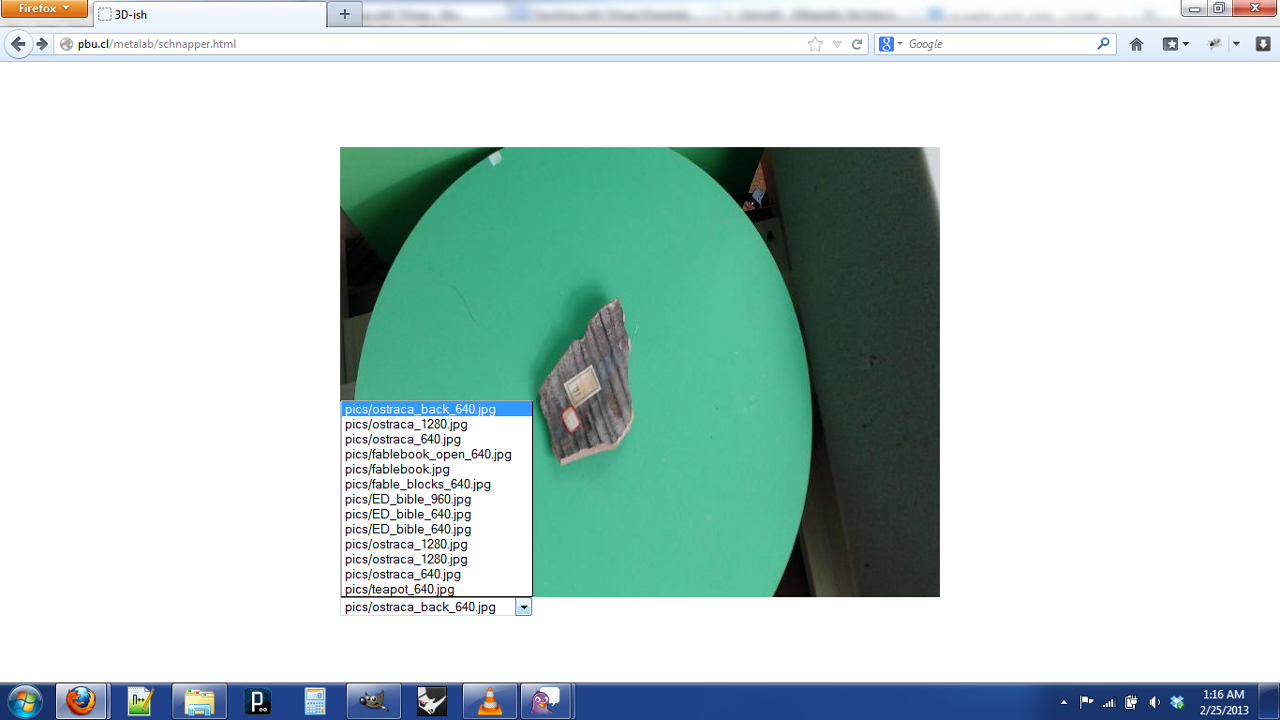 Firefox
3D-ish
pbu.cl/metalab/schnapper.html
Google
pics/ostraca_back_640.jpg
pics/ostraca_1280.jpg
pics/ostraca_640.jpg
pics/fablebook_open_640.jpg
pics/fablebook.jpg
pics/fable_blocks_640.jpg
pics/ED_bible_960.jpg
pics/ED_bible_640.jpg
pics/ED_bible_640.jpg
pics/ostraca_1280.jpg
pics/ostraca_1280.jpg
pics/ostraca_640.jpg
pics/teapot_640.jpg
pics/ostraca_back_640.jpg
1:16 AM
2/25/2013